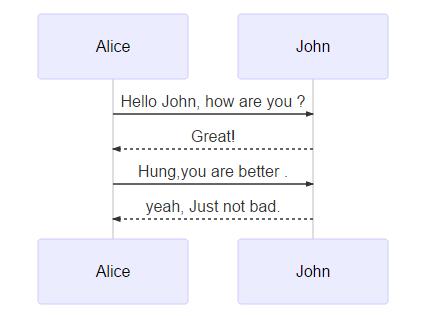 Alice
John
Hello John, how are you ?
Great!
Hung,you are better .
yeah, Just not bad.
Alice
John